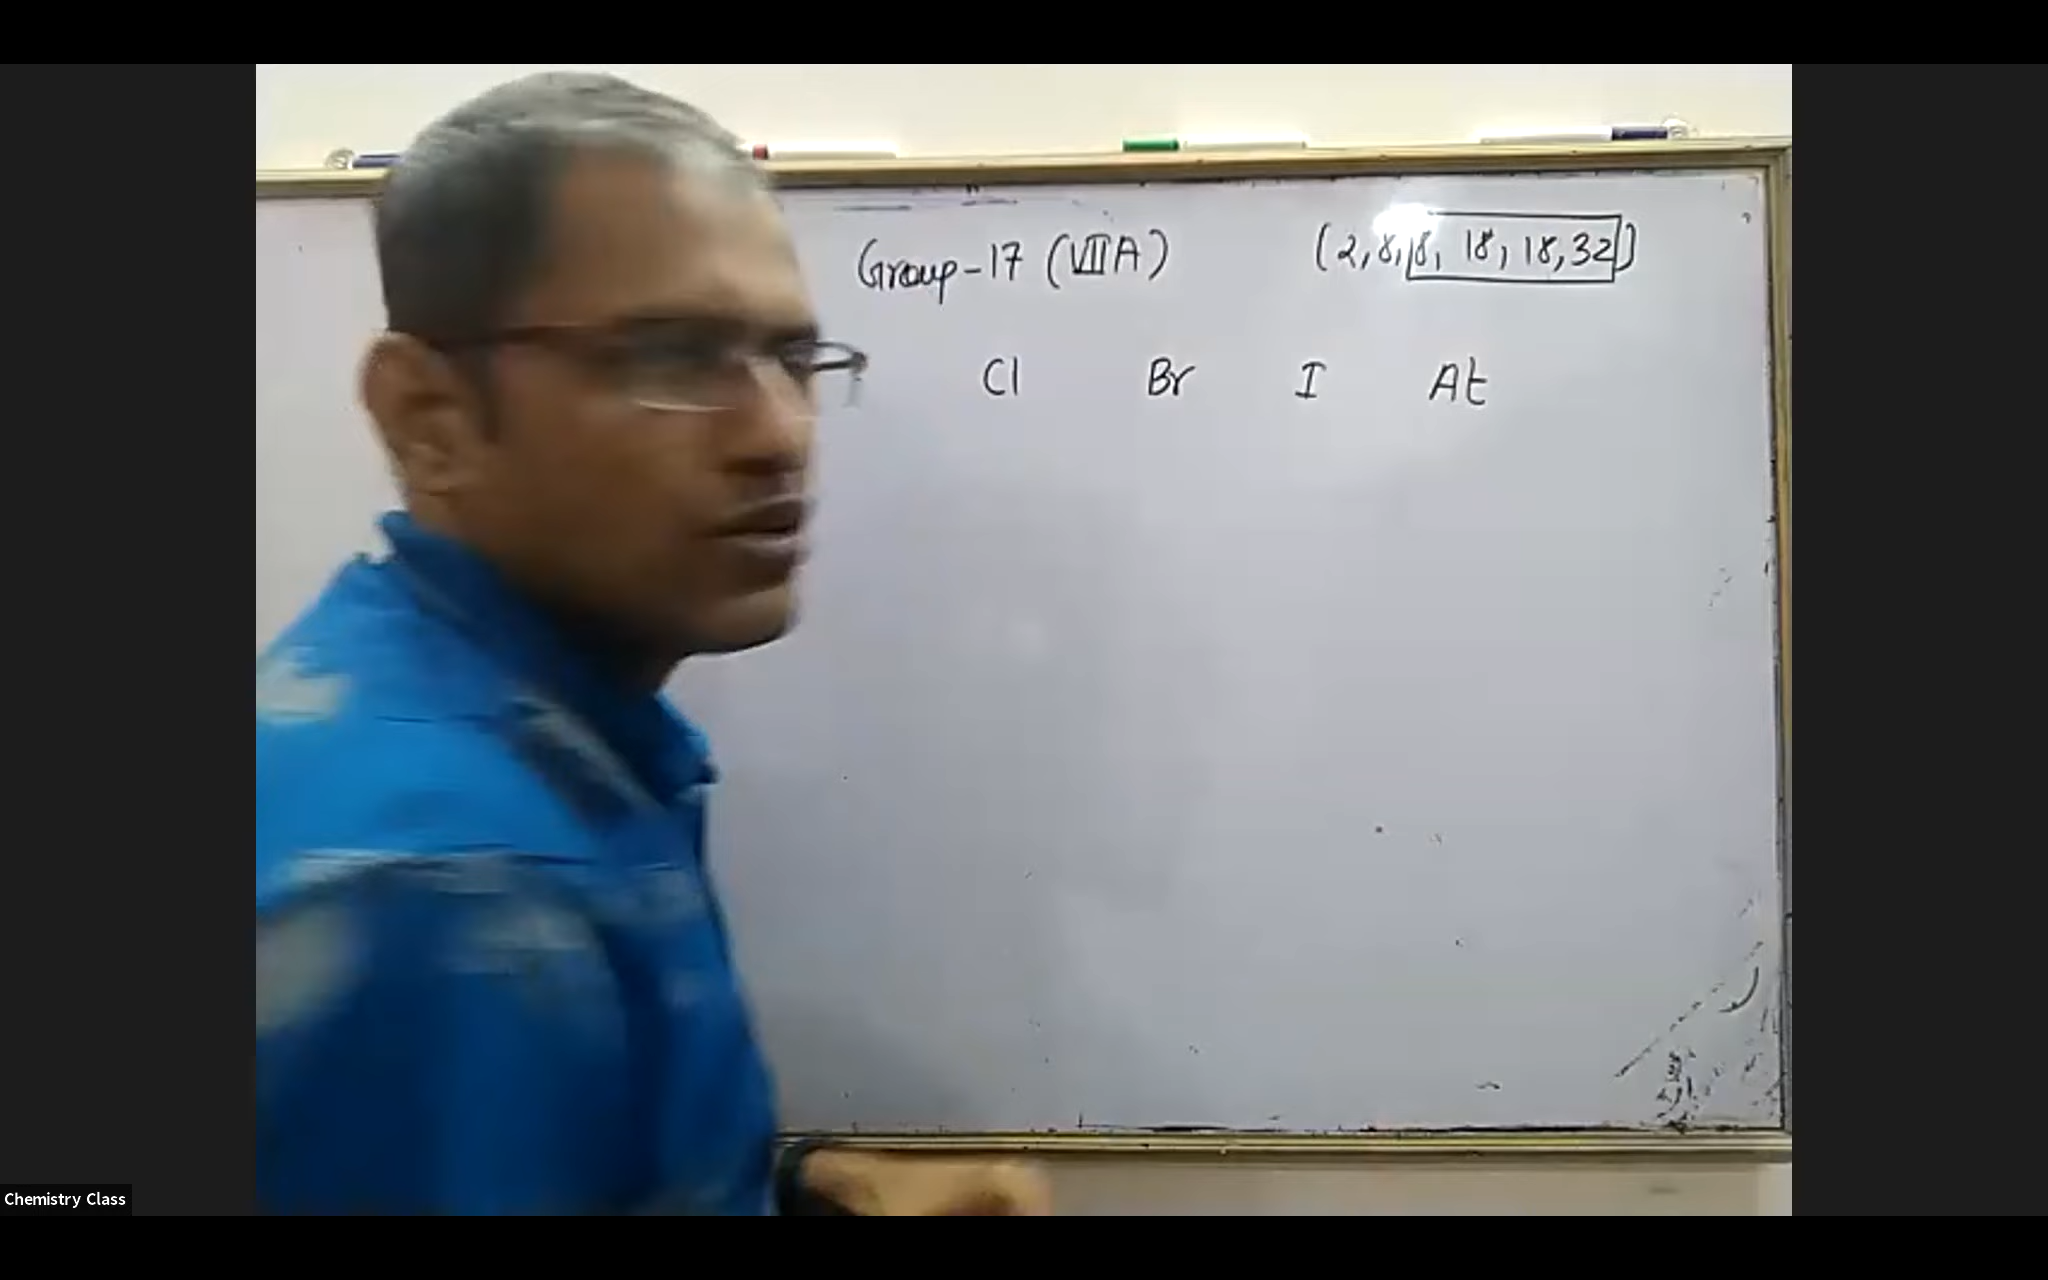 Group-17 (VIIA) (2,8,8, 18, 18,32)
Cl Br I At
Chemistry Class